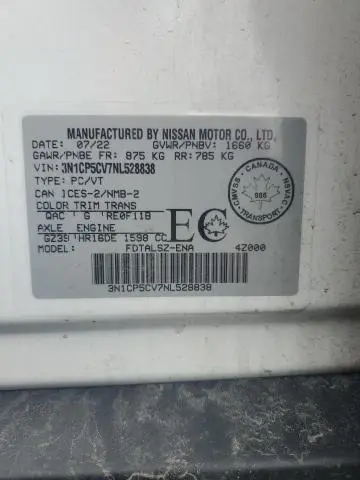 MANUFACTURED BY NISSAN MOTOR CO., LTD.
DATE: 07/22 GVWR/PNBV: 1660 KG
GAWR/PNBE FR: 875 KG RR: 785 KG
VIN: 3N1CP5CV7NL528838
TYPE: PC/VT
CAN ICES-2/NMB-2
COLOR TRIM TRANS
QAC G RE0F11B
AXLE ENGINE
GZ39 HR16DE 1598 CC
MODEL: FDTALSZ-ENA 4Z000
3N1CP5CV7NL528838
EC
CANADA
CMVSS NSVAC
TRANSPORT